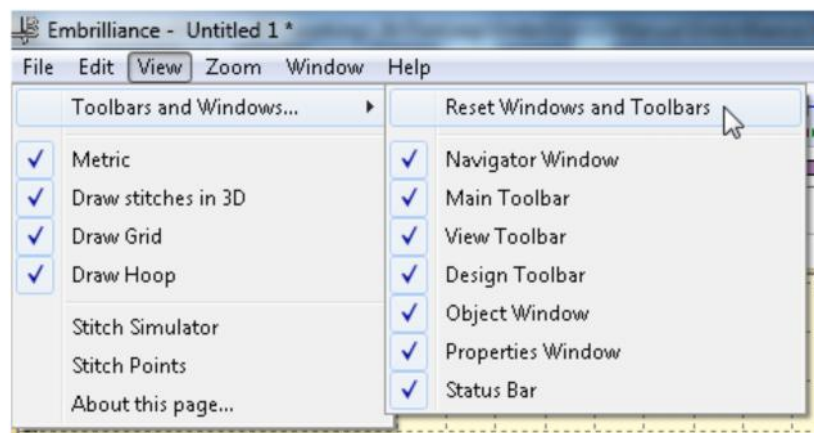 Embrilliance - Untitled 1 *
File Edit View Zoom Window Help
Toolbars and Windows...
Metric
Draw stitches in 3D
Draw Grid
Draw Hoop
Stitch Simulator
Stitch Points
About this page...
Reset Windows and Toolbars
Navigator Window
Main Toolbar
View Toolbar
Design Toolbar
Object Window
Properties Window
Status Bar